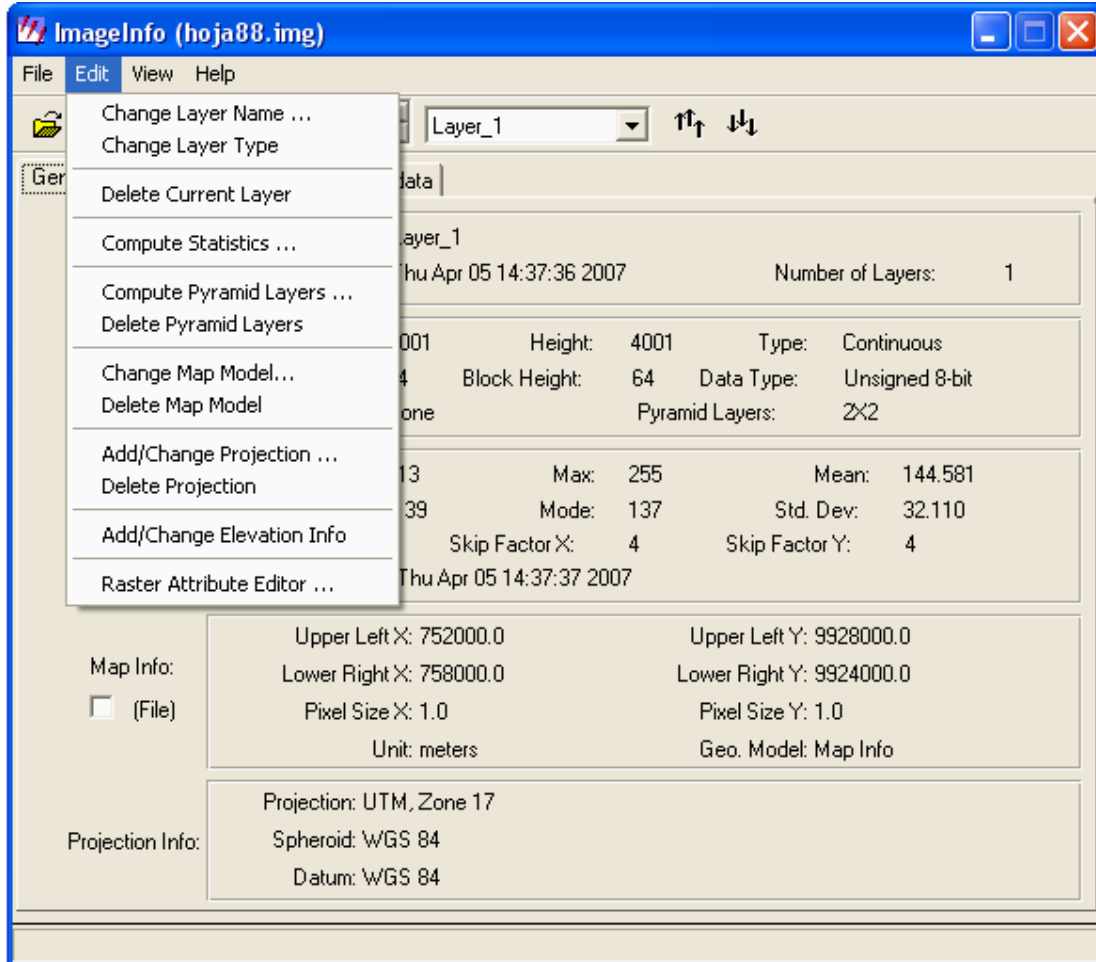 ImageInfo (hoja88.img)
File Edit View Help
Change Layer Name ...
Change Layer Type
Delete Current Layer
Compute Statistics ...
Compute Pyramid Layers ...
Delete Pyramid Layers
Change Map Model...
Delete Map Model
Add/Change Projection ...
Delete Projection
Add/Change Elevation Info
Raster Attribute Editor ...
Layer_1
Ger data
ayer_1
hu Apr 05 14:37:36 2007 Number of Layers: 1
001 Height: 4001 Type: Continuous
4 Block Height: 64 Data Type: Unsigned 8-bit
one Pyramid Layers: 2X2
13 Max: 255 Mean: 144.581
39 Mode: 137 Std. Dev: 32.110
Skip Factor X: 4 Skip Factor Y: 4
Thu Apr 05 14:37:37 2007
Map Info:
(File)
Upper Left X: 752000.0 Upper Left Y: 9928000.0
Lower Right X: 758000.0 Lower Right Y: 9924000.0
Pixel Size X: 1.0 Pixel Size Y: 1.0
Unit: meters Geo. Model: Map Info
Projection Info:
Projection: UTM, Zone 17
Spheroid: WGS 84
Datum: WGS 84